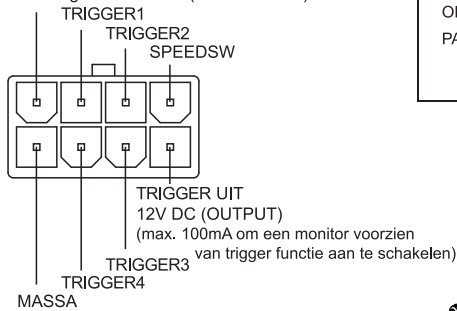 TRIGGER1
TRIGGER2
SPEEDSW
TRIGGER UIT
12V DC (OUTPUT)
(max. 100mA om een monitor voorzien
van trigger functie aan te schakelen)
TRIGGER3
TRIGGER4
MASSA